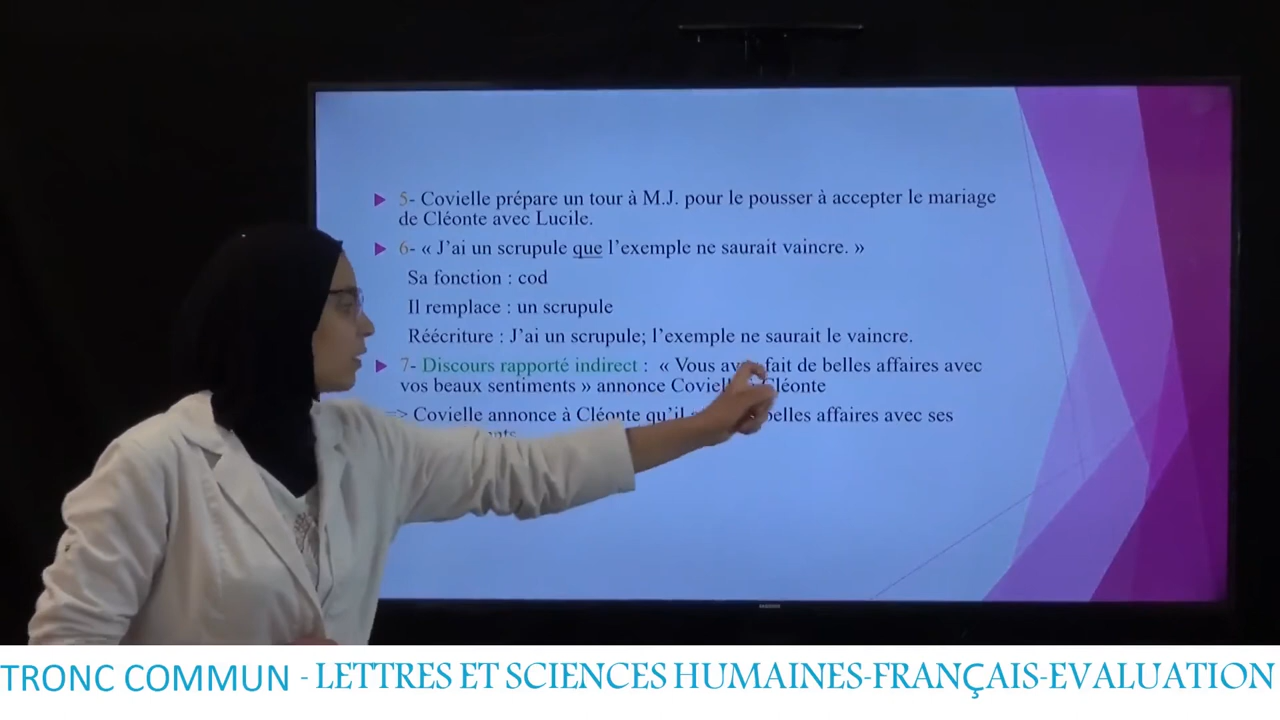 5- Covielle prépare un tour à M.J. pour le pousser à accepter le mariage
de Cléonte avec Lucile.
6- « J’ai un scrupule que l’exemple ne saurait vaincre. »
Sa fonction : cod
Il remplace : un scrupule
Réécriture : J’ai un scrupule; l’exemple ne saurait le vaincre.
7- Discours rapporté indirect : « Vous fait de belles affaires avec
vos beaux sentiments » annonce Cléonte
=> Covielle annonce à Cléonte qu’il belles affaires avec ses
SAMSUNG
TRONC COMMUN - LETTRES ET SCIENCES HUMAINES-FRANÇAIS-EVALUATION